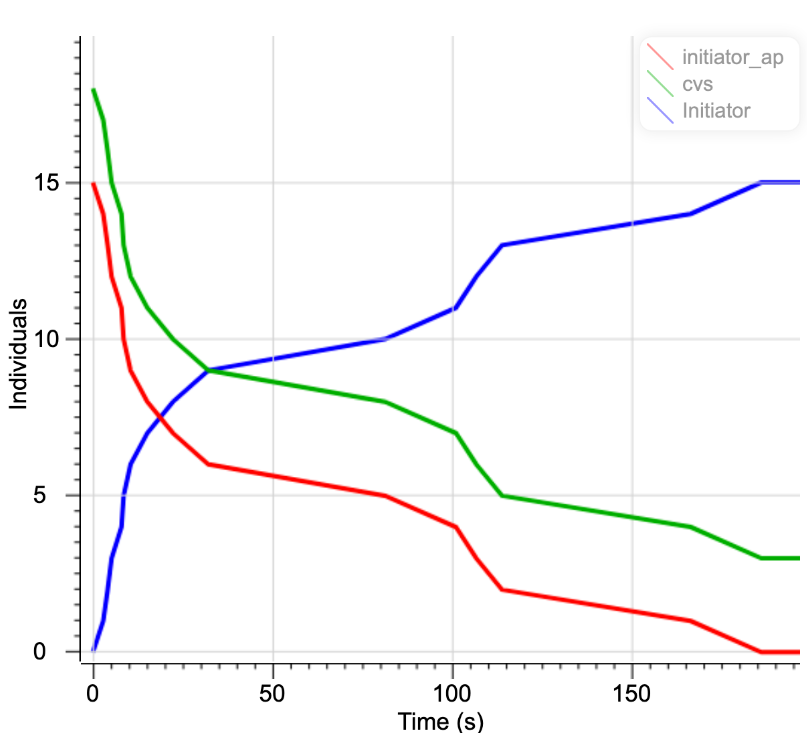 initiator_ap
cvs
Initiator
15
10
5
0
Individuals
0 50 100 150
Time (s)